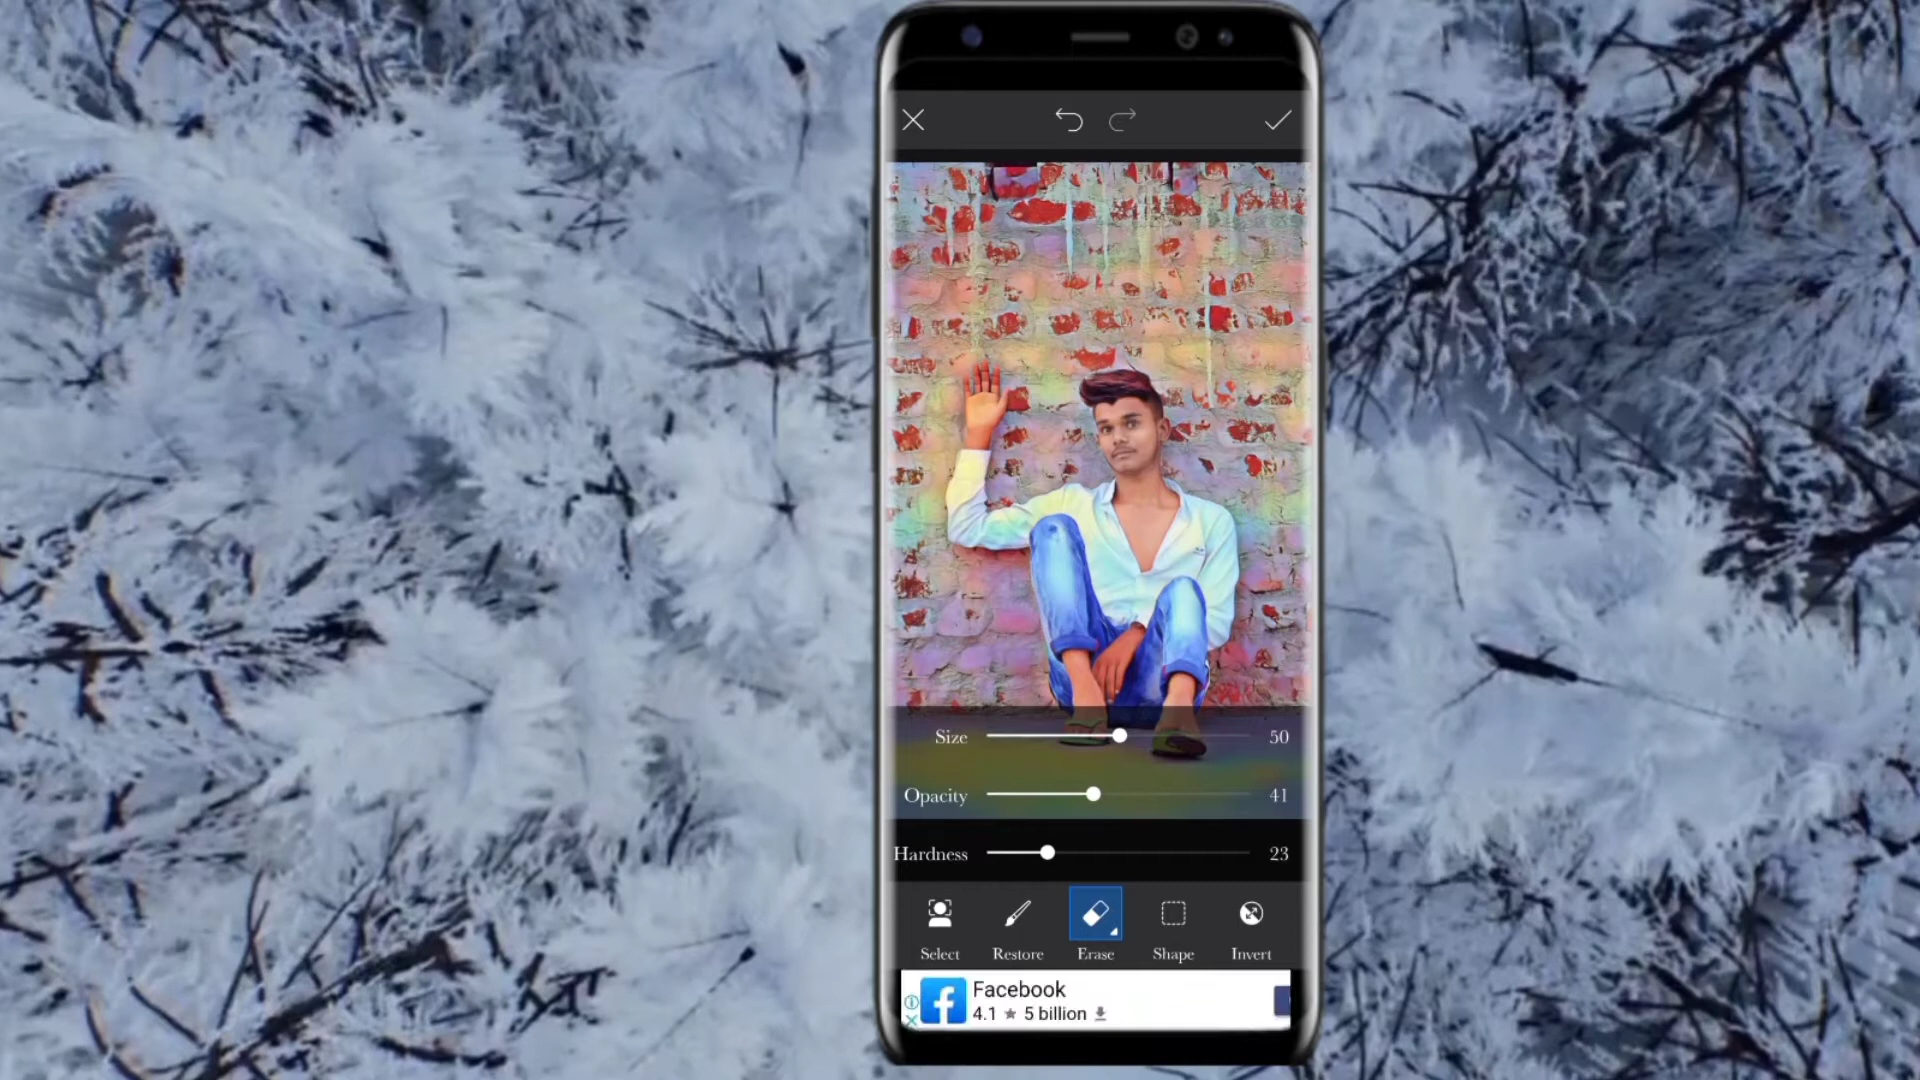 Size 50
Opacity 41
Hardness 23
Select Restore Erase Shape Invert
Facebook
4.1 ★ 5 billion